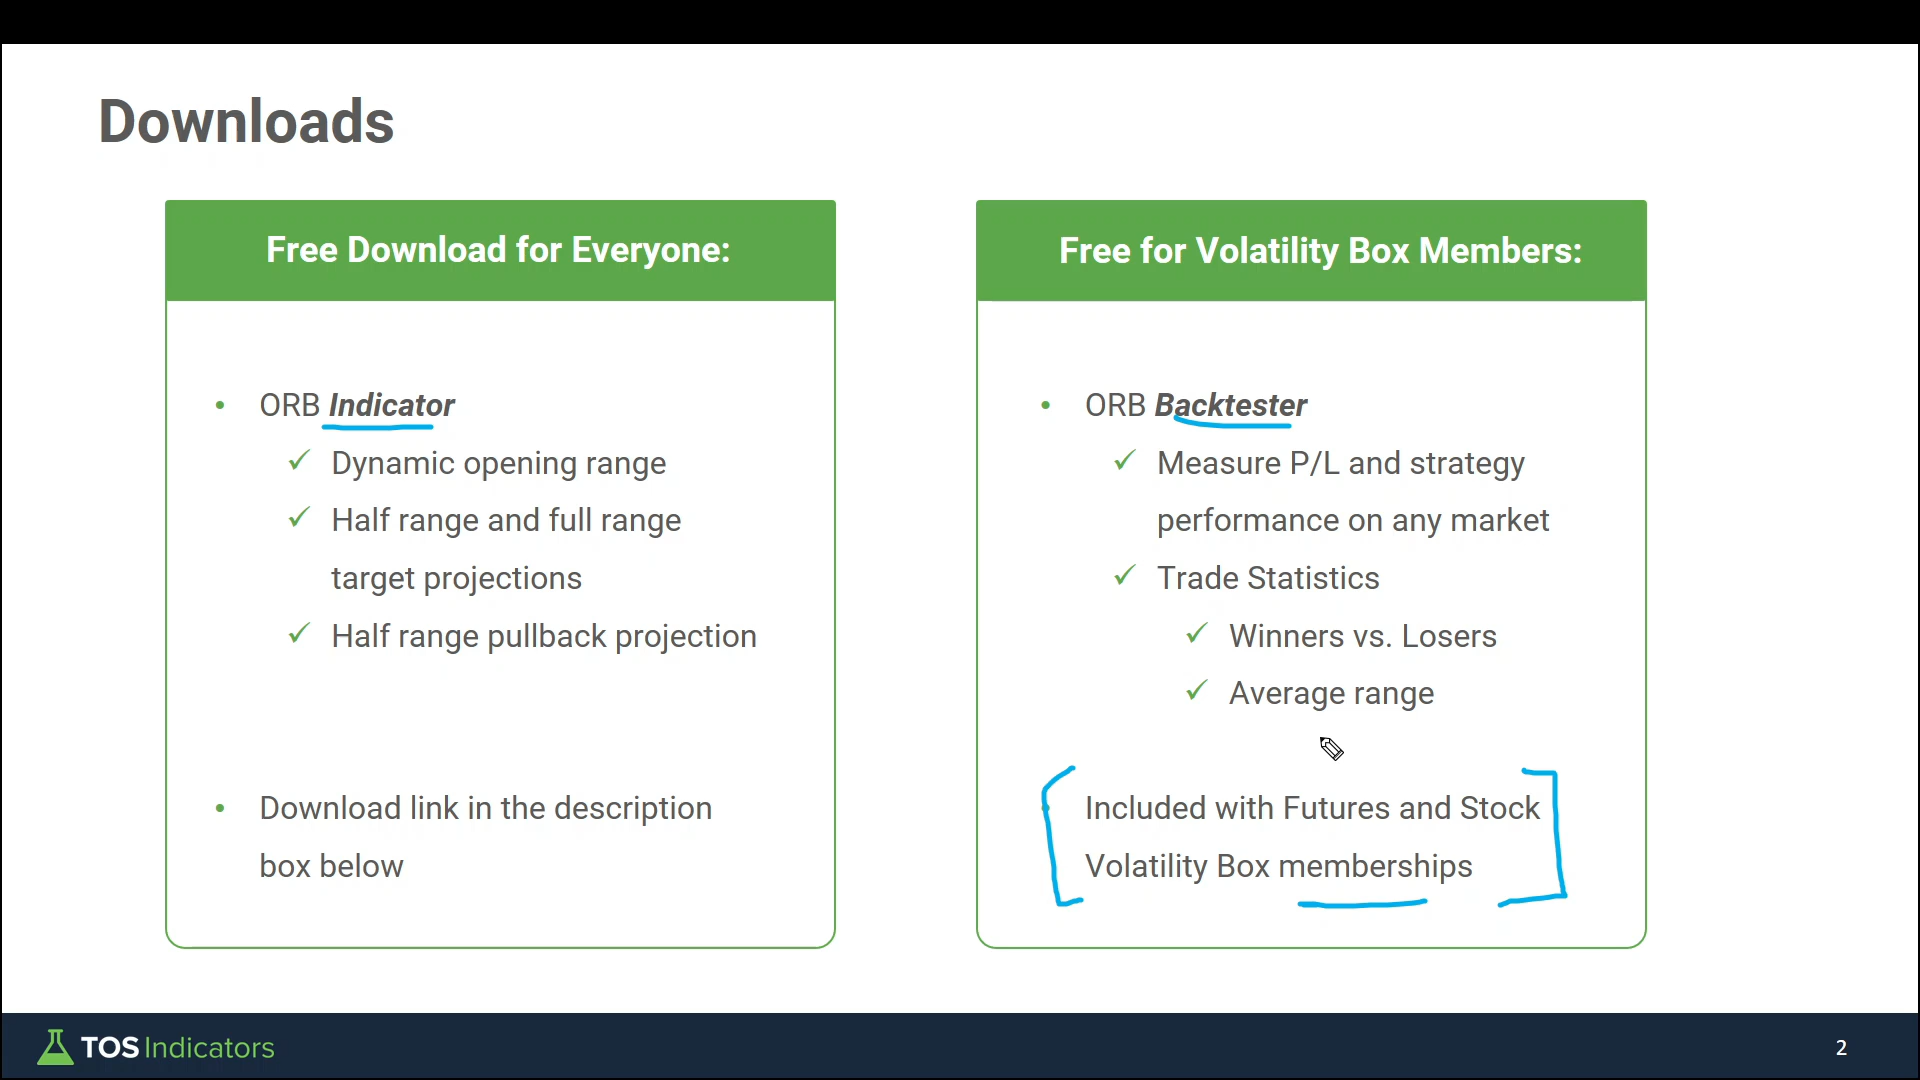 Downloads
Free Download for Everyone:
• ORB Indicator
✓ Dynamic opening range
✓ Half range and full range
target projections
✓ Half range pullback projection
• Download link in the description
box below
Free for Volatility Box Members:
• ORB Backtester
✓ Measure P/L and strategy
performance on any market
✓ Trade Statistics
✓ Winners vs. Losers
✓ Average range
• Included with Futures and Stock
Volatility Box memberships
TOS Indicators
2